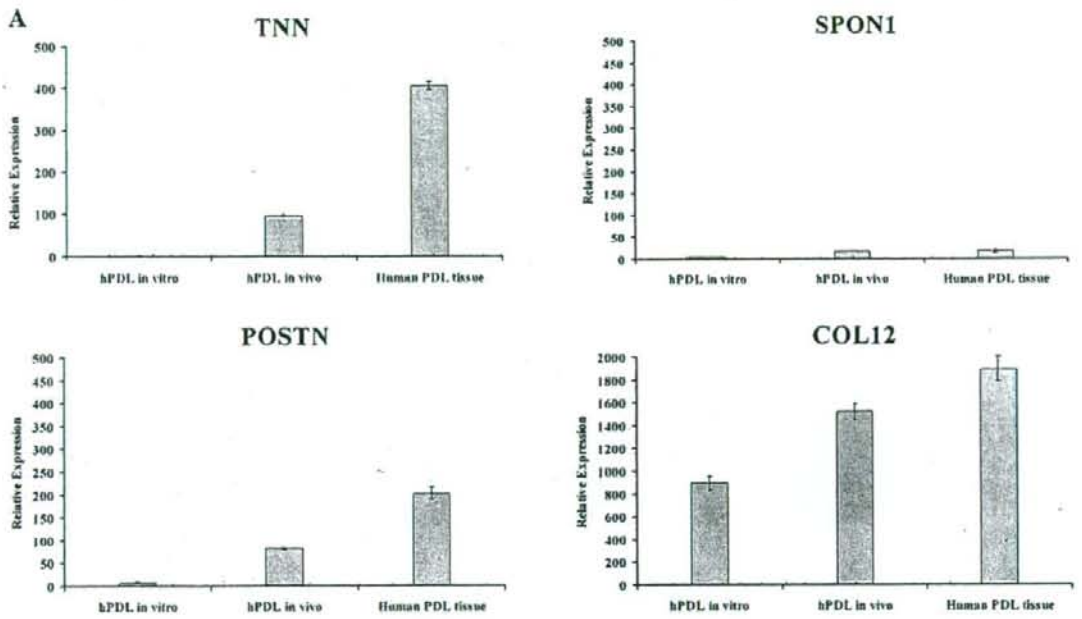 A
TNN
500
400
300
200
100
0
Relative Expression
hPDL in vitro
hPDL in vivo
Human PDL tissue
SPON1
500
450
400
350
300
250
200
150
100
50
0
Relative Expression
hPDL in vitro
hPDL in vivo
Human PDL tissue
POSTN
500
450
400
350
300
250
200
150
100
50
0
Relative Expression
hPDL in vitro
hPDL in vivo
Human PDL tissue
COL12
2000
1800
1600
1400
1200
1000
800
600
400
200
0
Relative Expression
hPDL in vitro
hPDL in vivo
Human PDL tissue